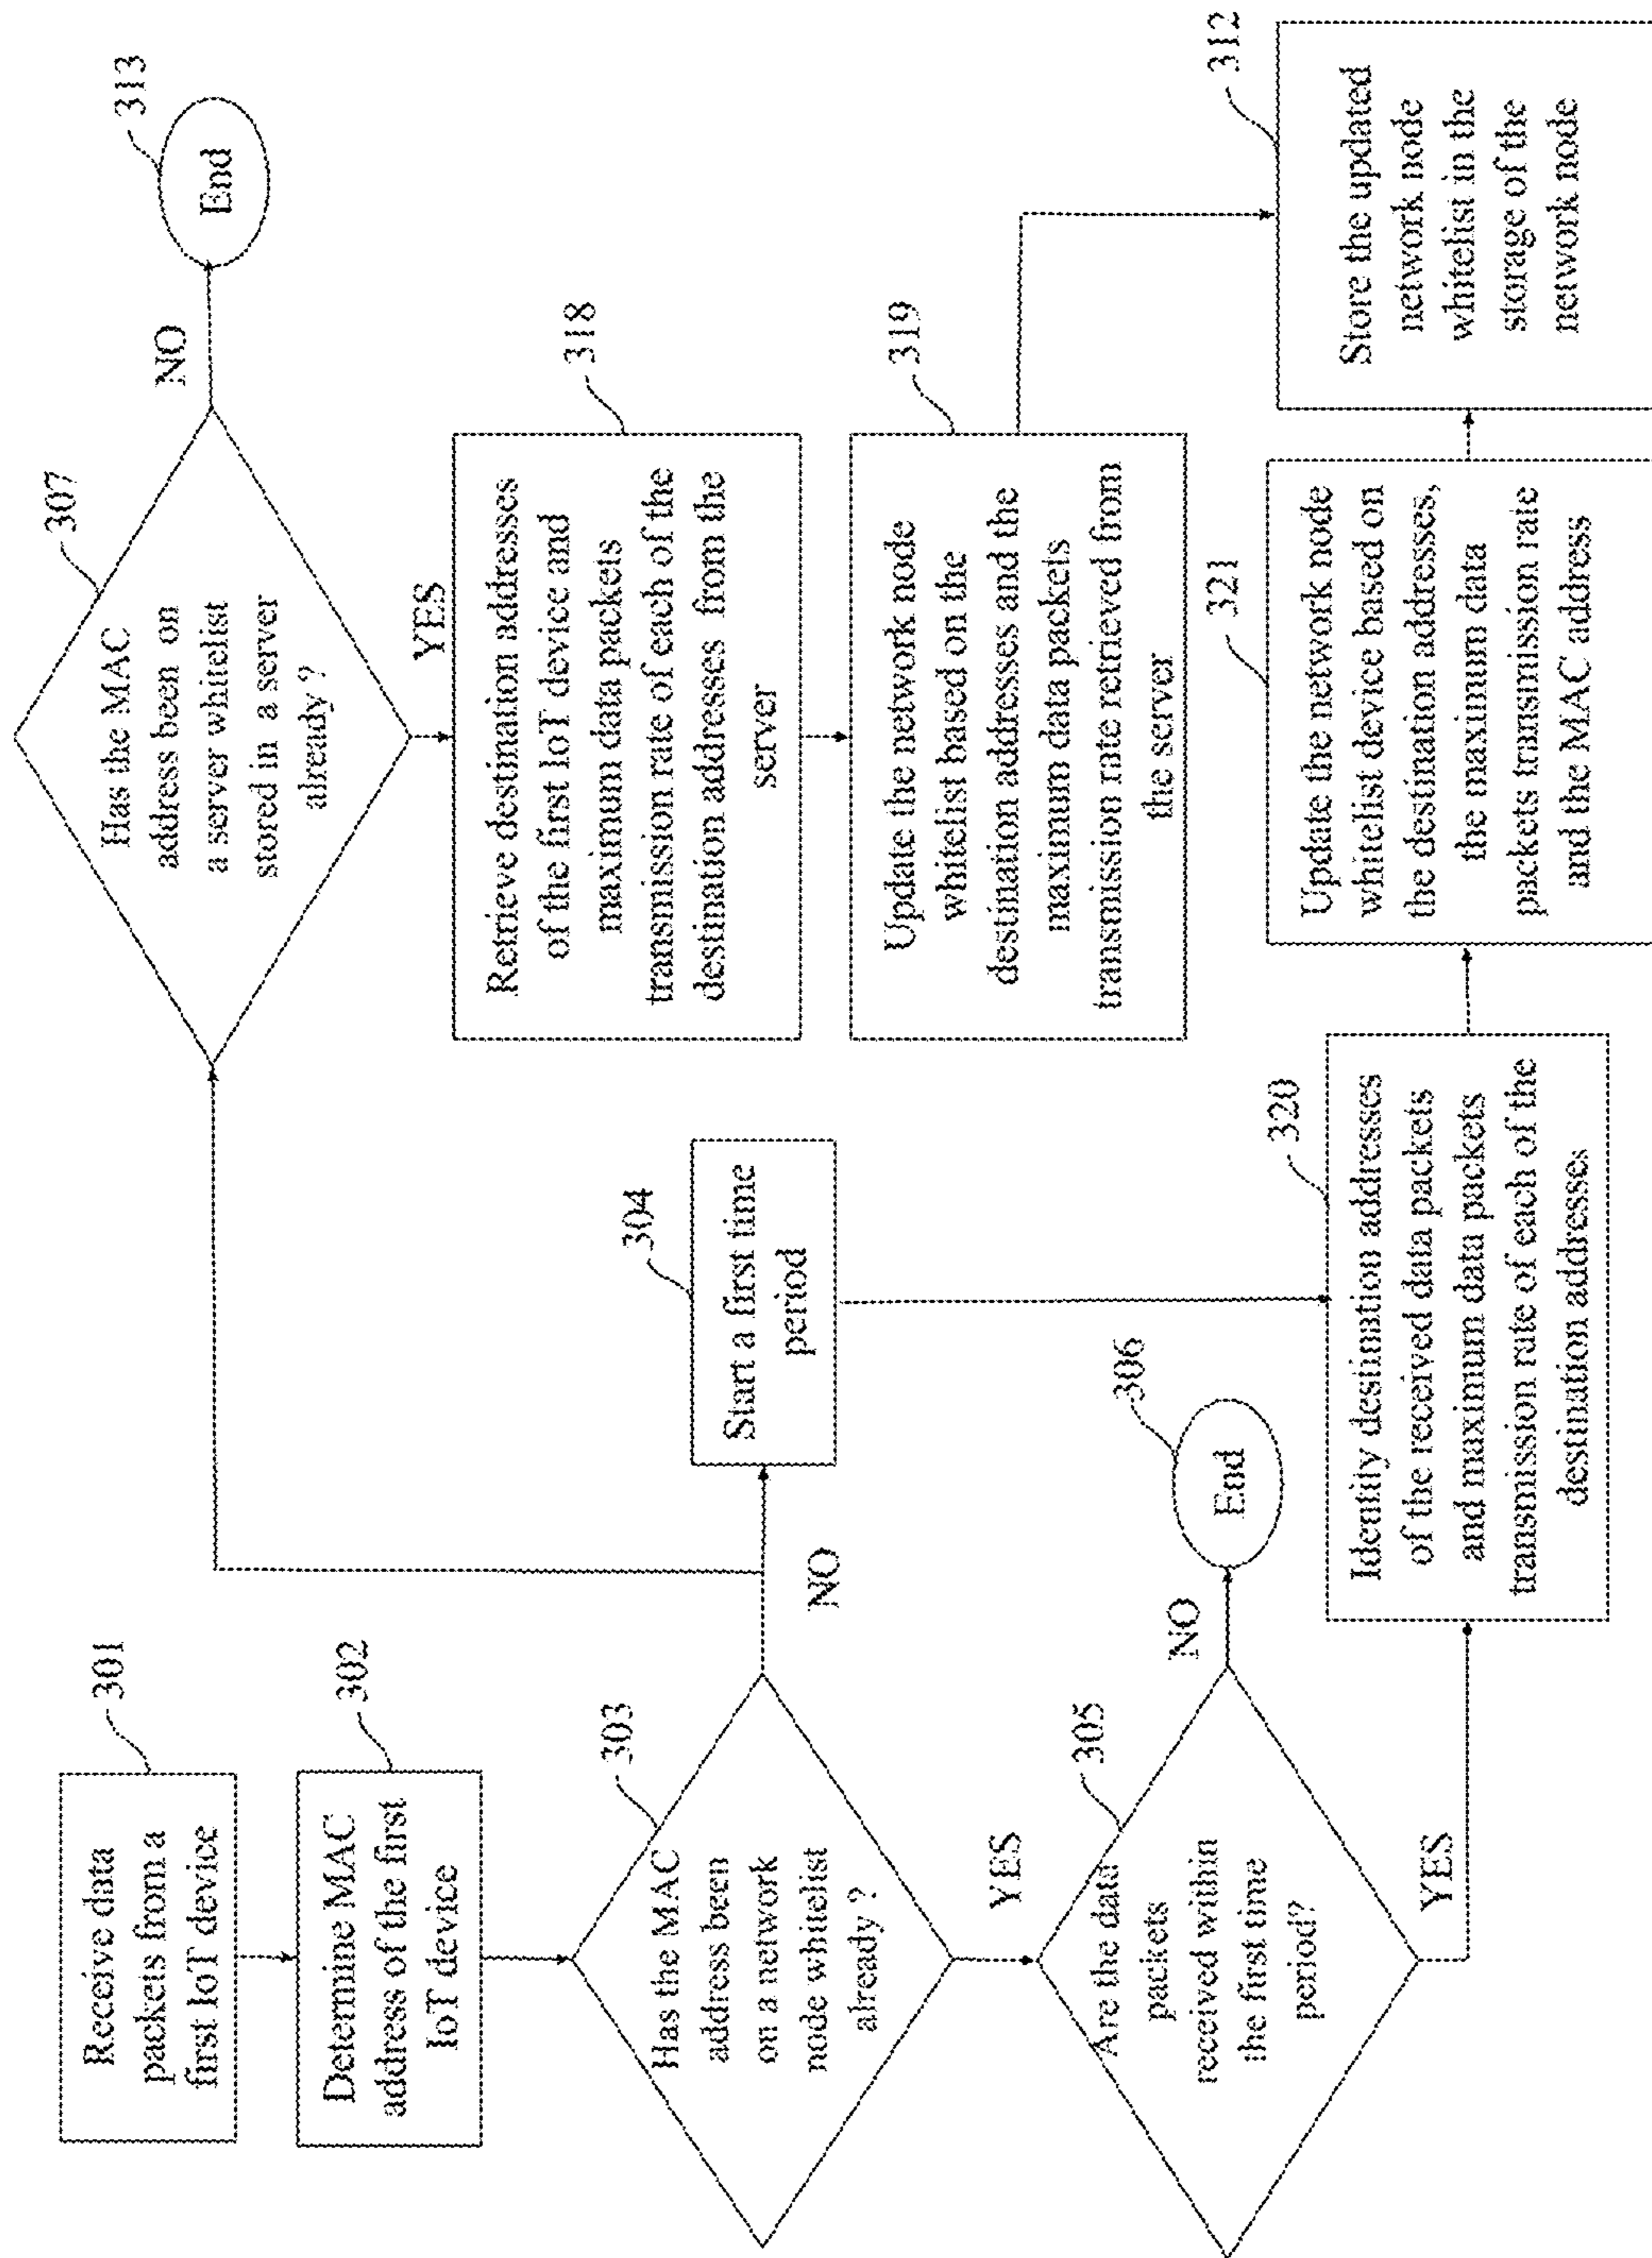 301
Receive data
packets from a
first IoT device
302
Determine MAC
address of the first
IoT device
303
Has the MAC
address been
on a network
node whitelist
already ?
NO
YES
304
Start a first time
period
305
Are the data
packets
received within
the first time
period?
NO
306
End
YES
307
Has the MAC
address been on
a server whitelist
stored in a server
already ?
NO
313
End
YES
318
Retrieve destination addresses
of the first IoT device and
maximum data packets
transmission rate of each of the
destination addresses from the
server
319
Update the network node
whitelist based on the
destination addresses and the
maximum data packets
transmission rate retrieved from
the server
320
Identity destination addresses
of the received data packets
and maximum data packets
transmission rate of each of the
destination addresses
321
Update the network node
whitelist device based on
the destination addresses,
the maximum data
packets transmission rate
and the MAC address
312
Store the updated
network node
whitelist in the
storage of the
network node